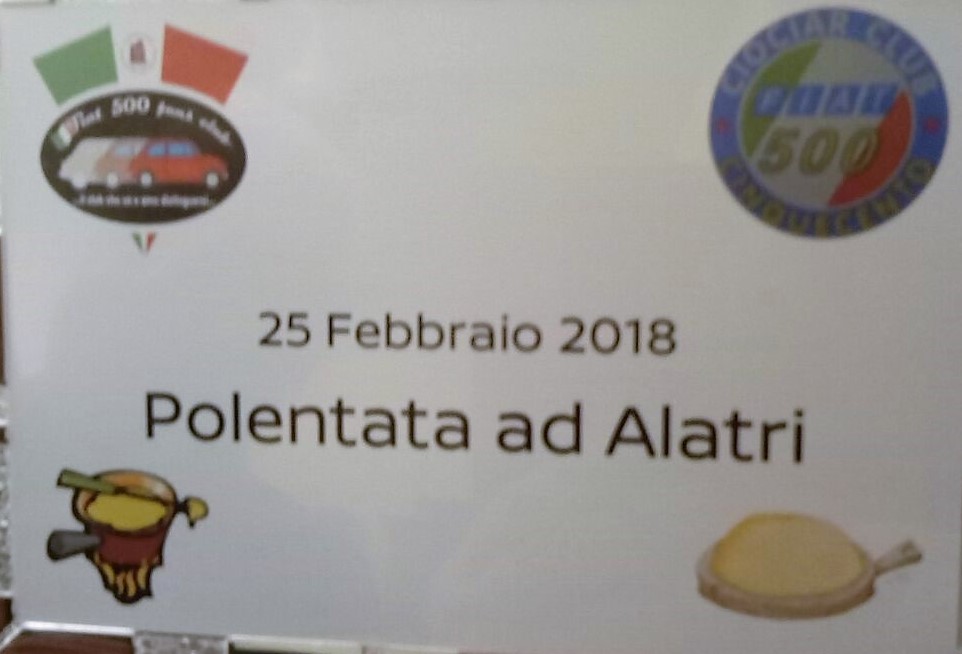 Fiat 500 fans club
CIOCIAR CLUB
FIAT
500
CINQUECENTO
25 Febbraio 2018
Polentata ad Alatri